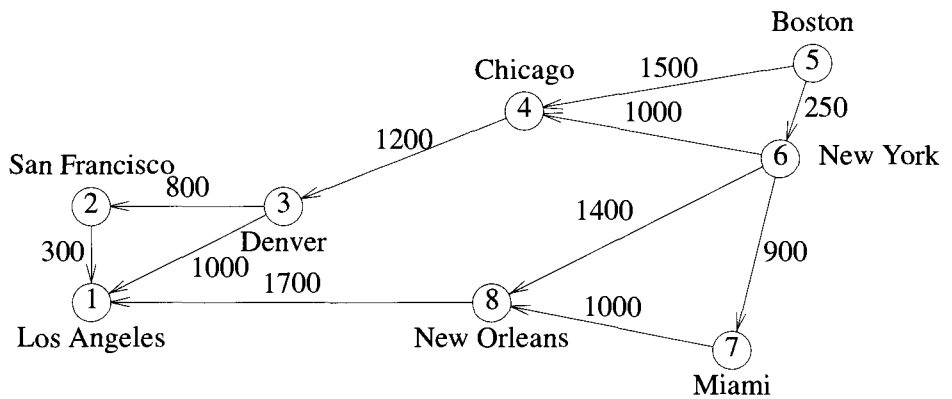 Boston
5
1500
Chicago
4
250
1000
6
New York
1200
San Francisco
800
2
3
1400
Denver
300
1000
900
1700
1
8
1000
Los Angeles
New Orleans
7
Miami